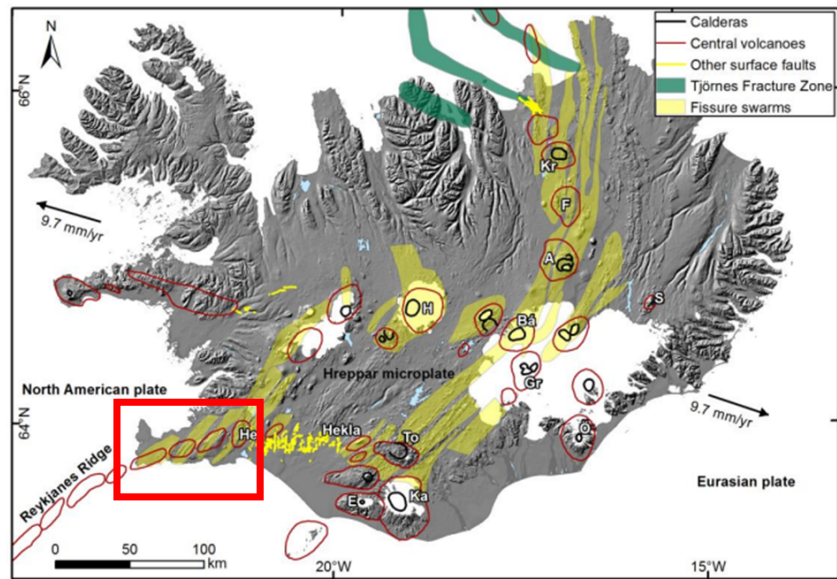 N
66°N
64°N
20°W
15°W
Calderas
Central volcanoes
Other surface faults
Tjörnes Fracture Zone
Fissure swarms
9.7 mm/yr
Kr
F
A
H
Bá
S
Gr
Hreppar microplate
North American plate
9.7 mm/yr
He
Hekla
To
O
Reykjanes Ridge
E
Ka
Eurasian plate
0 50 100
km